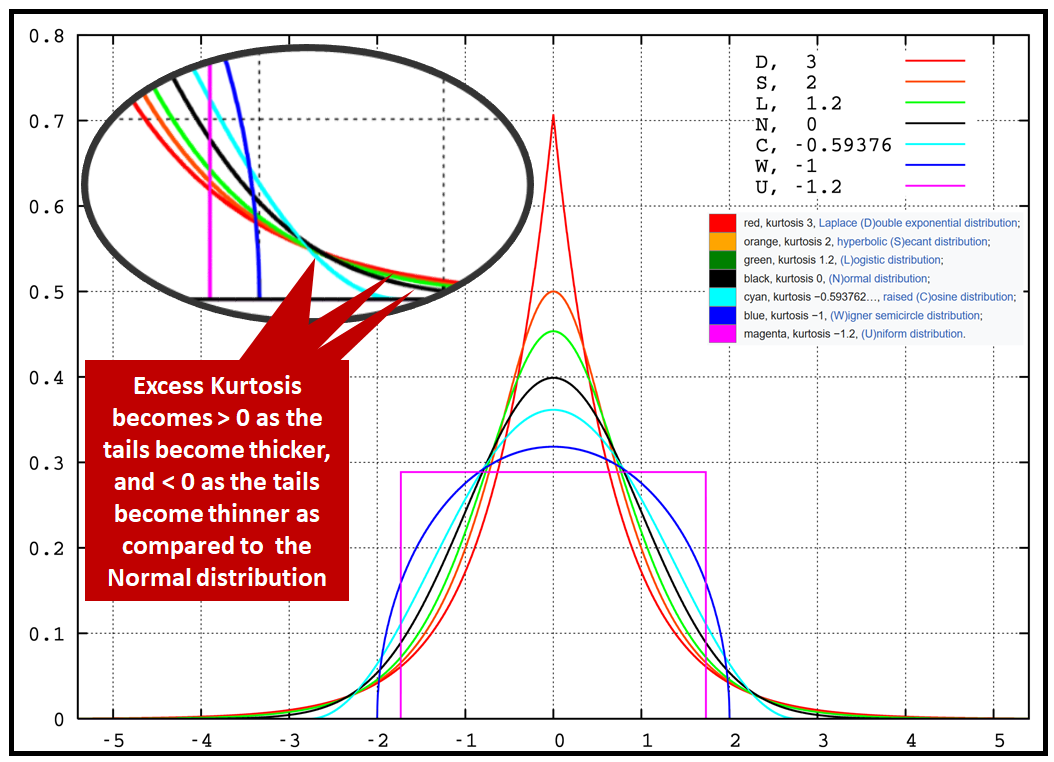 0.8
0.7
0.6
0.5
0.4
0.3
0.2
0.1
0
-5 -4 -3 -2 -1 0 1 2 3 4 5
D, 3
S, 2
L, 1.2
N, 0
C, -0.59376
W, -1
U, -1.2
red, kurtosis 3, Laplace (D)ouble exponential distribution;
orange, kurtosis 2, hyperbolic (S)ecant distribution;
green, kurtosis 1.2, (L)ogistic distribution;
black, kurtosis 0, (N)ormal distribution;
cyan, kurtosis −0.593762..., raised (C)osine distribution;
blue, kurtosis −1, (W)igner semicircle distribution;
magenta, kurtosis −1.2, (U)niform distribution.
Excess Kurtosis
becomes > 0 as the
tails become thicker,
and < 0 as the tails
become thinner as
compared to the
Normal distribution